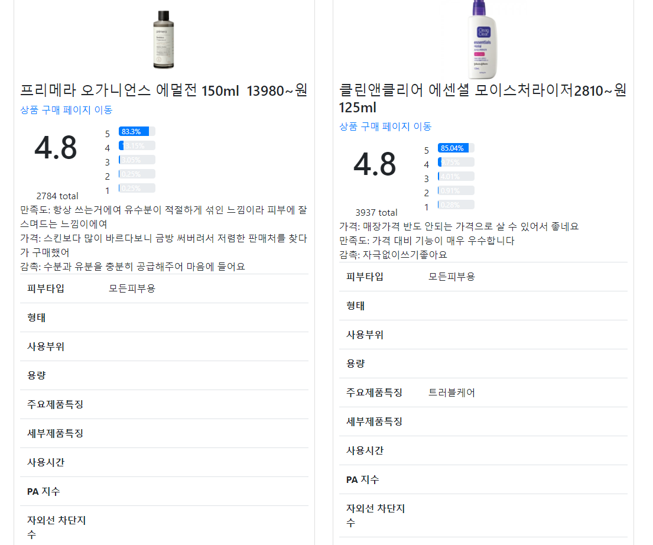 프리메라 오가니언스 에멀전 150ml 13980~원
상품 구매 페이지 이동
4.8
5 83.3%
4
3
2
1
2784 total
만족도: 항상 쓰는거에여 유수분이 적절하게 섞인 느낌이라 피부에 잘
스며드는 느낌이에여
가격: 스킨보다 많이 바르다보니 금방 써버려서 저렴한 판매처를 찾다
가 구매했어
감촉: 수분과 유분을 충분히 공급해주어 마음에 들어요
피부타입 모든피부용
형태
사용부위
용량
주요제품특징
세부제품특징
사용시간
PA 지수
자외선 차단지
수
CLEAN CLEAR
essentials
클린앤클리어 에센셜 모이스처라이저2810~원
125ml
상품 구매 페이지 이동
4.8
5 85.04%
4
3
2
1
3937 total
가격: 매장가격 반도 안되는 가격으로 살 수 있어서 좋네요
만족도: 가격 대비 기능이 매우 우수합니다
감촉: 자극없이쓰기좋아요
피부타입 모든피부용
형태
사용부위
용량
주요제품특징 트러블케어
세부제품특징
사용시간
PA 지수
자외선 차단지
수